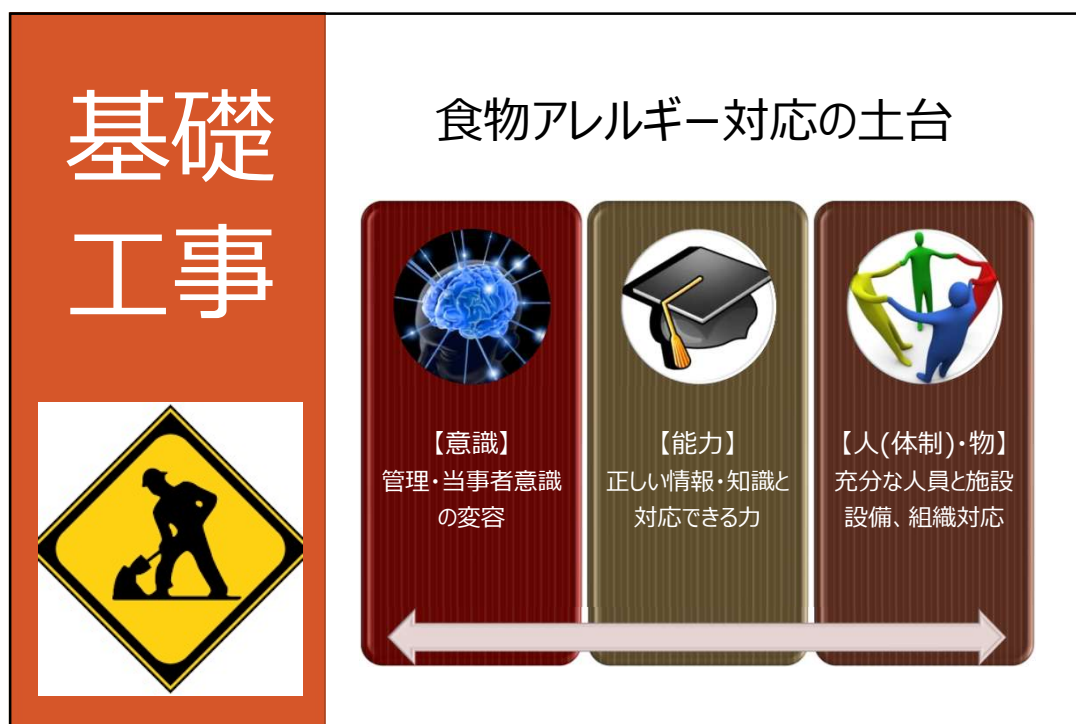 基礎
工事
食物アレルギー対応の土台
【意識】
管理・当事者意識
の変容
【能力】
正しい情報・知識と
対応できる力
【人(体制)・物】
充分な人員と施設
設備、組織対応